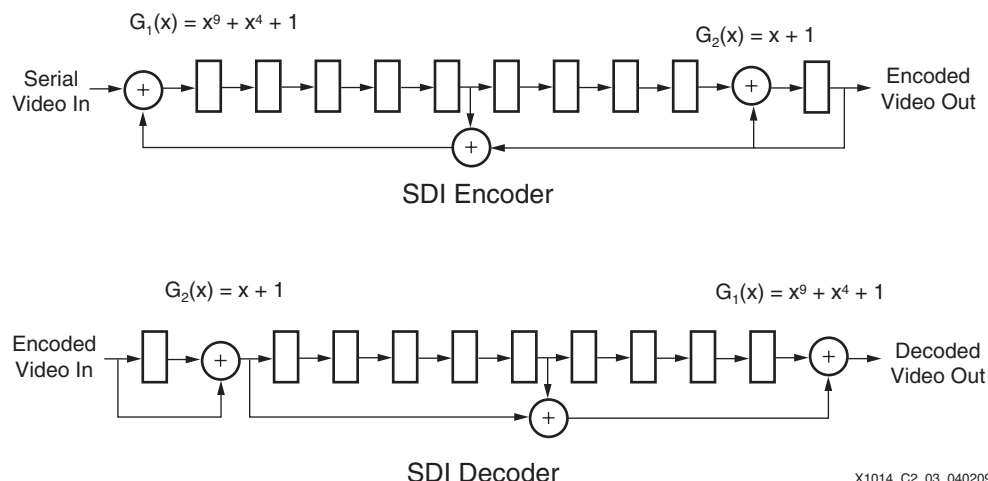 G₁(x) = x⁹ + x⁴ + 1
G₂(x) = x + 1
Serial
Video In
+
+
Encoded
Video Out
+
SDI Encoder
G₂(x) = x + 1
G₁(x) = x⁹ + x⁴ + 1
Encoded
Video In
+
+
Decoded
Video Out
+
SDI Decoder
X1014_C2_03_040209